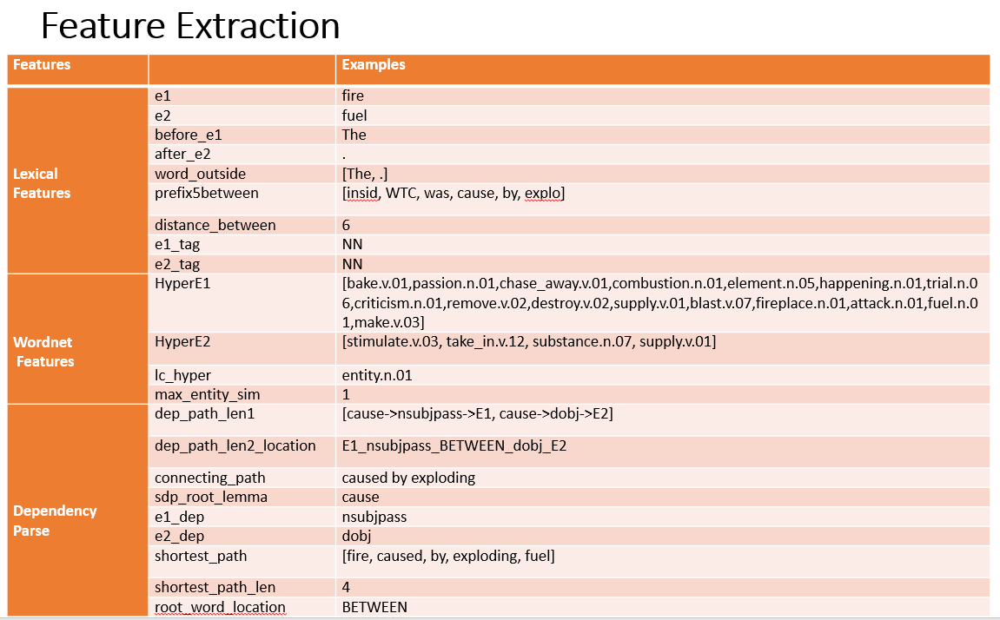 Feature Extraction
Features Examples
Lexical Features
e1 fire
e2 fuel
before_e1 The
after_e2 .
word_outside [The, .]
prefix5between [insid, WTC, was, cause, by, explo]
distance_between 6
e1_tag NN
e2_tag NN
Wordnet Features
HyperE1 [bake.v.01,passion.n.01,chase_away.v.01,combustion.n.01,element.n.05,happening.n.01,trial.n.0
6,criticism.n.01,remove.v.02,destroy.v.02,supply.v.01,blast.v.07,fireplace.n.01,attack.n.01,fuel.n.0
1,make.v.03]
HyperE2 [stimulate.v.03, take_in.v.12, substance.n.07, supply.v.01]
lc_hyper entity.n.01
max_entity_sim 1
Dependency Parse
dep_path_len1 [cause->nsubjpass->E1, cause->dobj->E2]
dep_path_len2_location E1_nsubjpass_BETWEEN_dobj_E2
connecting_path caused by exploding
sdp_root_lemma cause
e1_dep nsubjpass
e2_dep dobj
shortest_path [fire, caused, by, exploding, fuel]
shortest_path_len 4
root_word_location BETWEEN